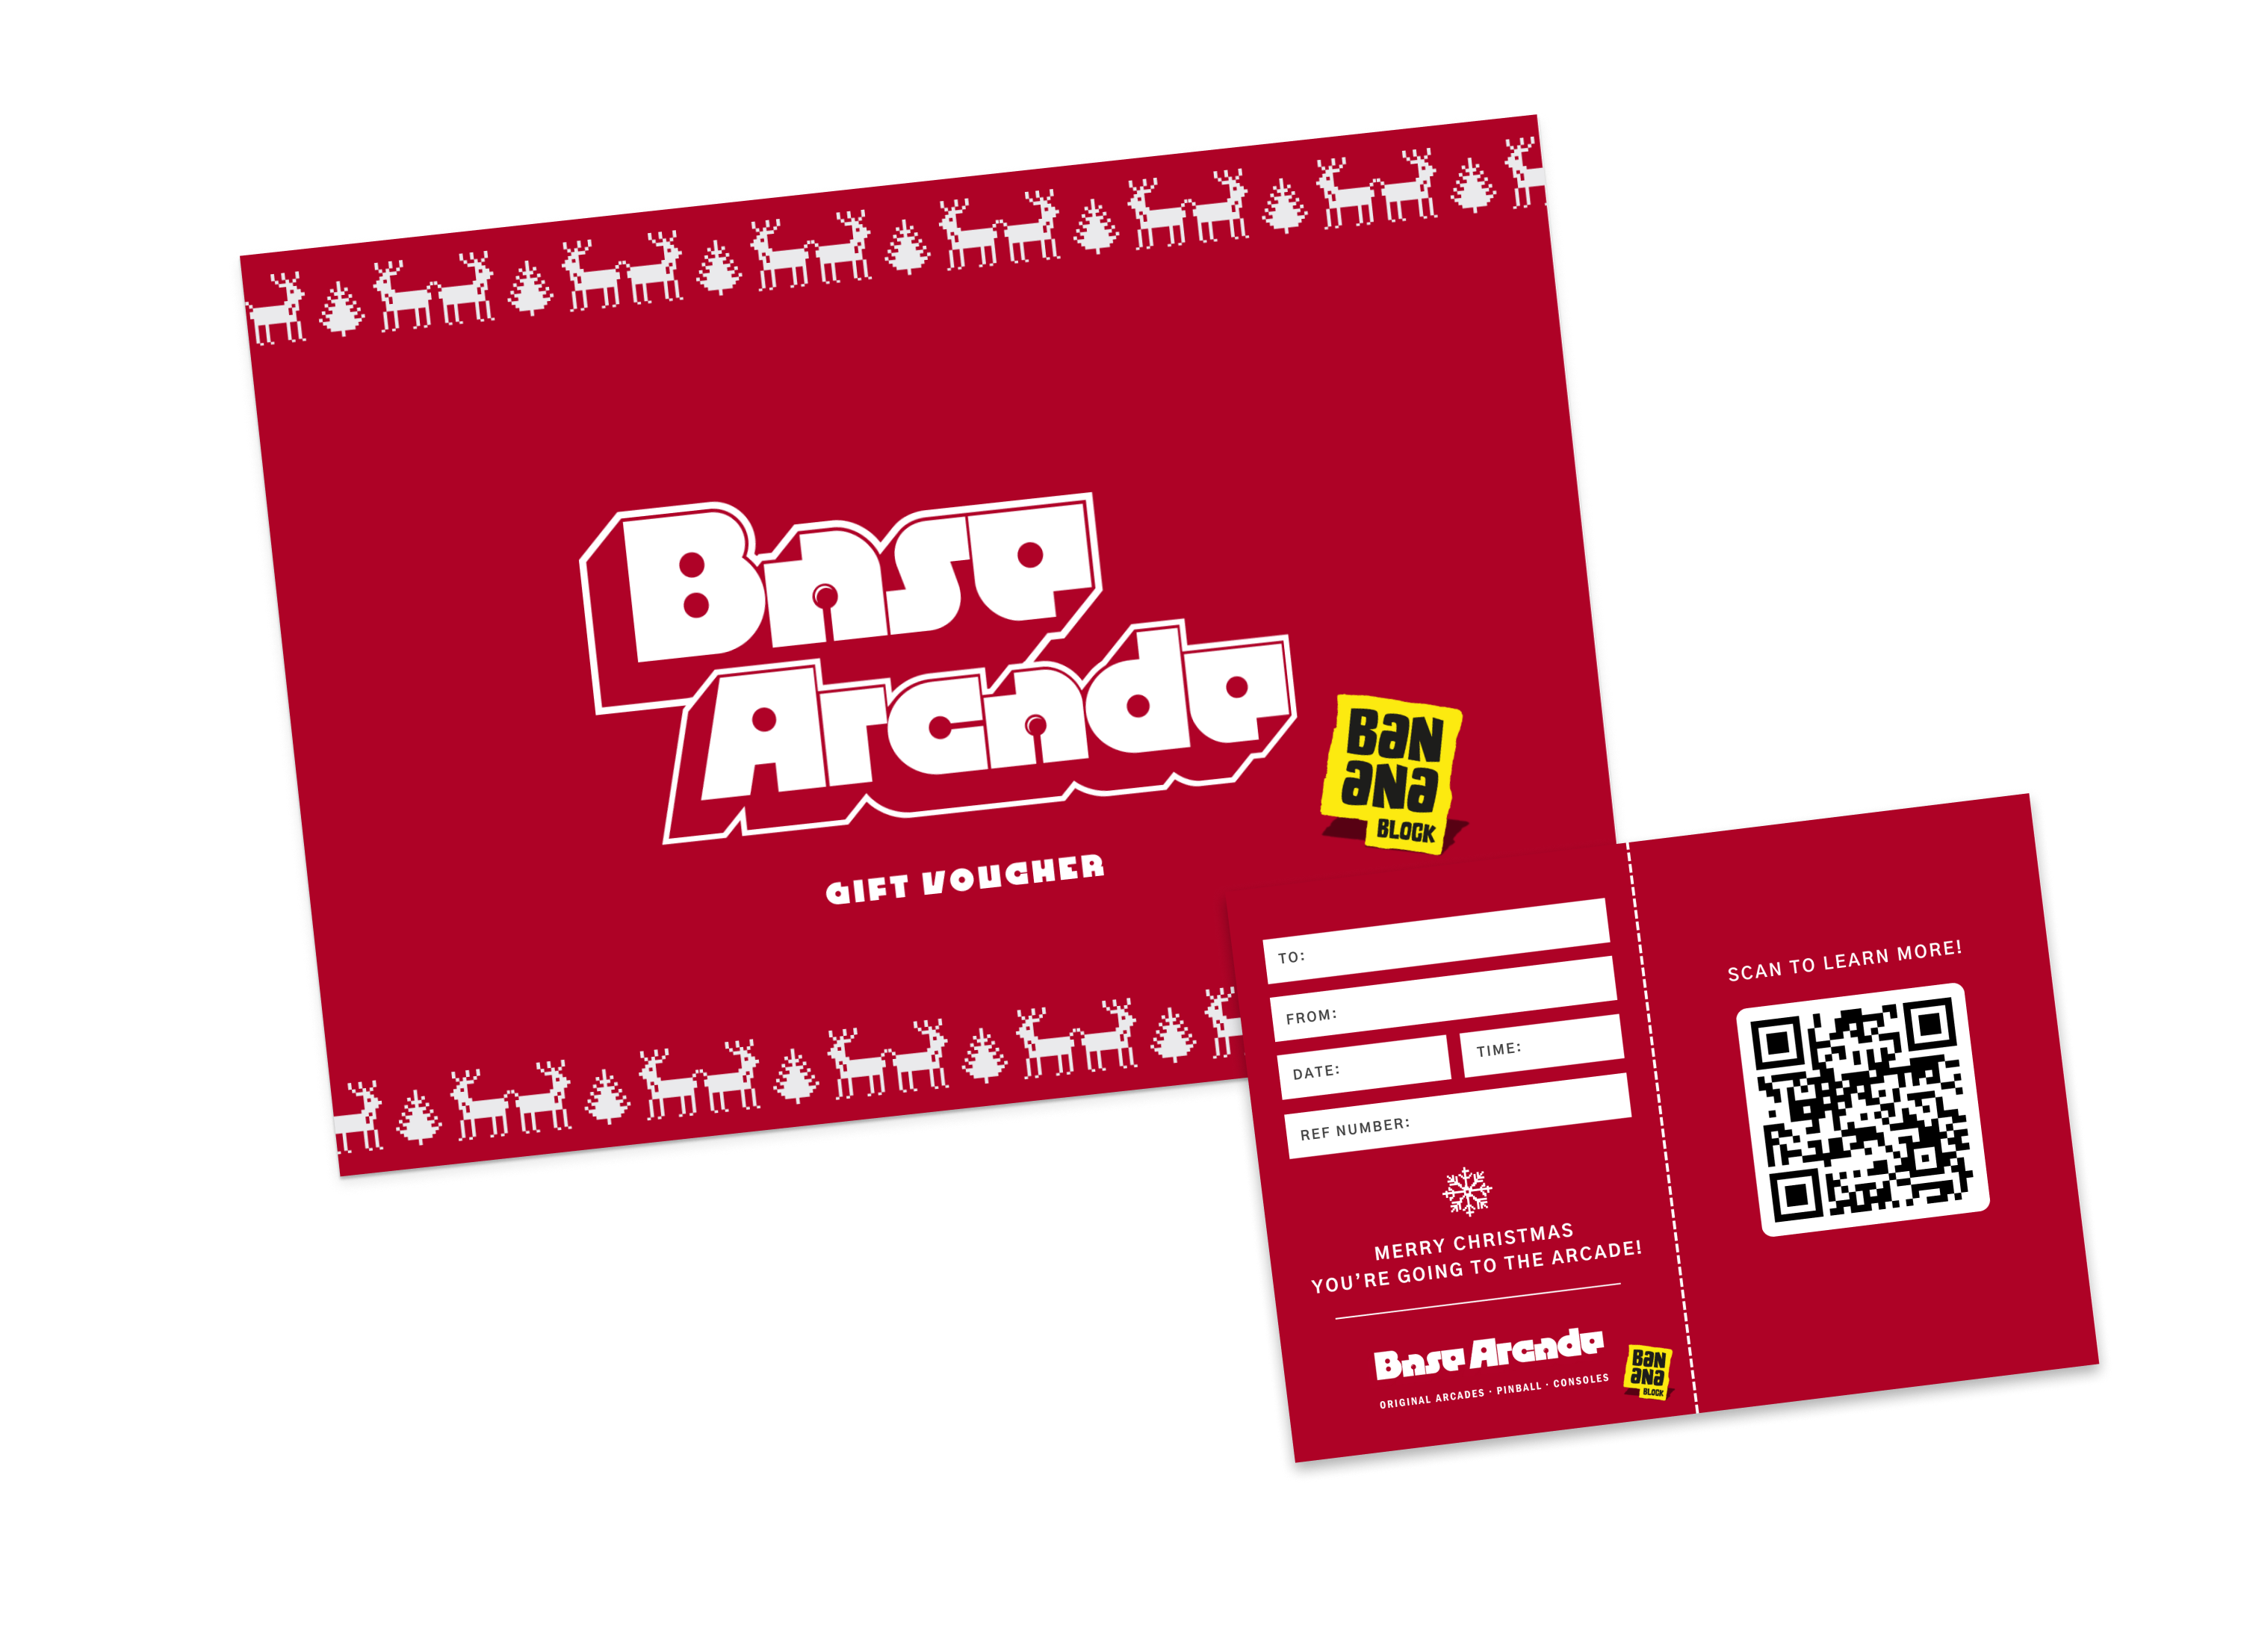 Base
Arcade
BaN
aNa
BLOCK
GIFT VOUCHER
TO:
FROM:
DATE:
TIME:
REF NUMBER:
MERRY CHRISTMAS
YOU'RE GOING TO THE ARCADE!
Base Arcade
ORIGINAL ARCADES · PINBALL · CONSOLES
BaN
aNa
BLOCK
SCAN TO LEARN MORE!